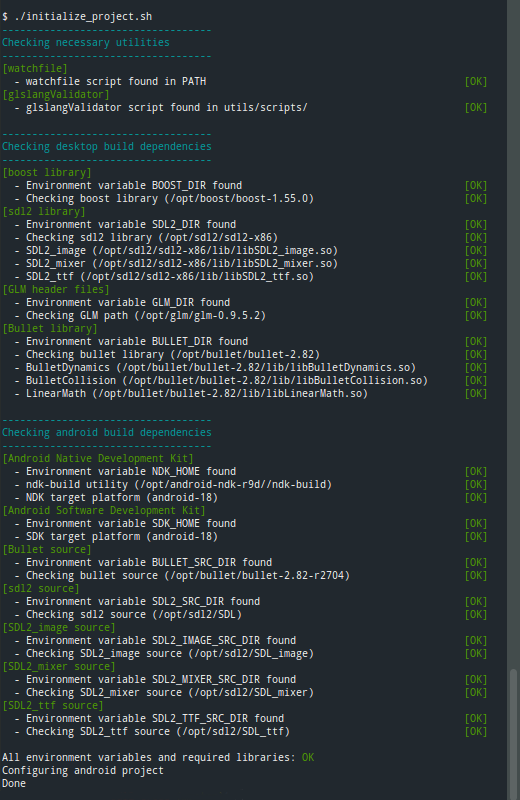 $ ./initialize_project.sh
-----------------------------------
Checking necessary utilities
-----------------------------------
[watchfile]
  - watchfile script found in PATH [OK]
[glslangValidator]
  - glslangValidator script found in utils/scripts/ [OK]

-----------------------------------
Checking desktop build dependencies
-----------------------------------
[boost library]
  - Environment variable BOOST_DIR found [OK]
  - Checking boost library (/opt/boost/boost-1.55.0) [OK]
[sdl2 library]
  - Environment variable SDL2_DIR found [OK]
  - Checking sdl2 library (/opt/sdl2/sdl2-x86) [OK]
  - SDL2_image (/opt/sdl2/sdl2-x86/lib/libSDL2_image.so) [OK]
  - SDL2_mixer (/opt/sdl2/sdl2-x86/lib/libSDL2_mixer.so) [OK]
  - SDL2_ttf (/opt/sdl2/sdl2-x86/lib/libSDL2_ttf.so) [OK]
[GLM header files]
  - Environment variable GLM_DIR found [OK]
  - Checking GLM path (/opt/glm/glm-0.9.5.2) [OK]
[Bullet library]
  - Environment variable BULLET_DIR found [OK]
  - Checking bullet library (/opt/bullet/bullet-2.82) [OK]
  - BulletDynamics (/opt/bullet/bullet-2.82/lib/libBulletDynamics.so) [OK]
  - BulletCollision (/opt/bullet/bullet-2.82/lib/libBulletCollision.so) [OK]
  - LinearMath (/opt/bullet/bullet-2.82/lib/libLinearMath.so) [OK]

-----------------------------------
Checking android build dependencies
-----------------------------------
[Android Native Development Kit]
  - Environment variable NDK_HOME found [OK]
  - ndk-build utility (/opt/android-ndk-r9d//ndk-build) [OK]
  - NDK target platform (android-18) [OK]
[Android Software Development Kit]
  - Environment variable SDK_HOME found [OK]
  - SDK target platform (android-18) [OK]
[Bullet source]
  - Environment variable BULLET_SRC_DIR found [OK]
  - Checking bullet source (/opt/bullet/bullet-2.82-r2704) [OK]
[sdl2 source]
  - Environment variable SDL2_SRC_DIR found [OK]
  - Checking sdl2 source (/opt/sdl2/SDL) [OK]
[SDL2_image source]
  - Environment variable SDL2_IMAGE_SRC_DIR found [OK]
  - Checking SDL2_image source (/opt/sdl2/SDL_image) [OK]
[SDL2_mixer source]
  - Environment variable SDL2_MIXER_SRC_DIR found [OK]
  - Checking SDL2_mixer source (/opt/sdl2/SDL_mixer) [OK]
[SDL2_ttf source]
  - Environment variable SDL2_TTF_SRC_DIR found [OK]
  - Checking SDL2_ttf source (/opt/sdl2/SDL_ttf) [OK]

All environment variables and required libraries: OK
Configuring android project
Done